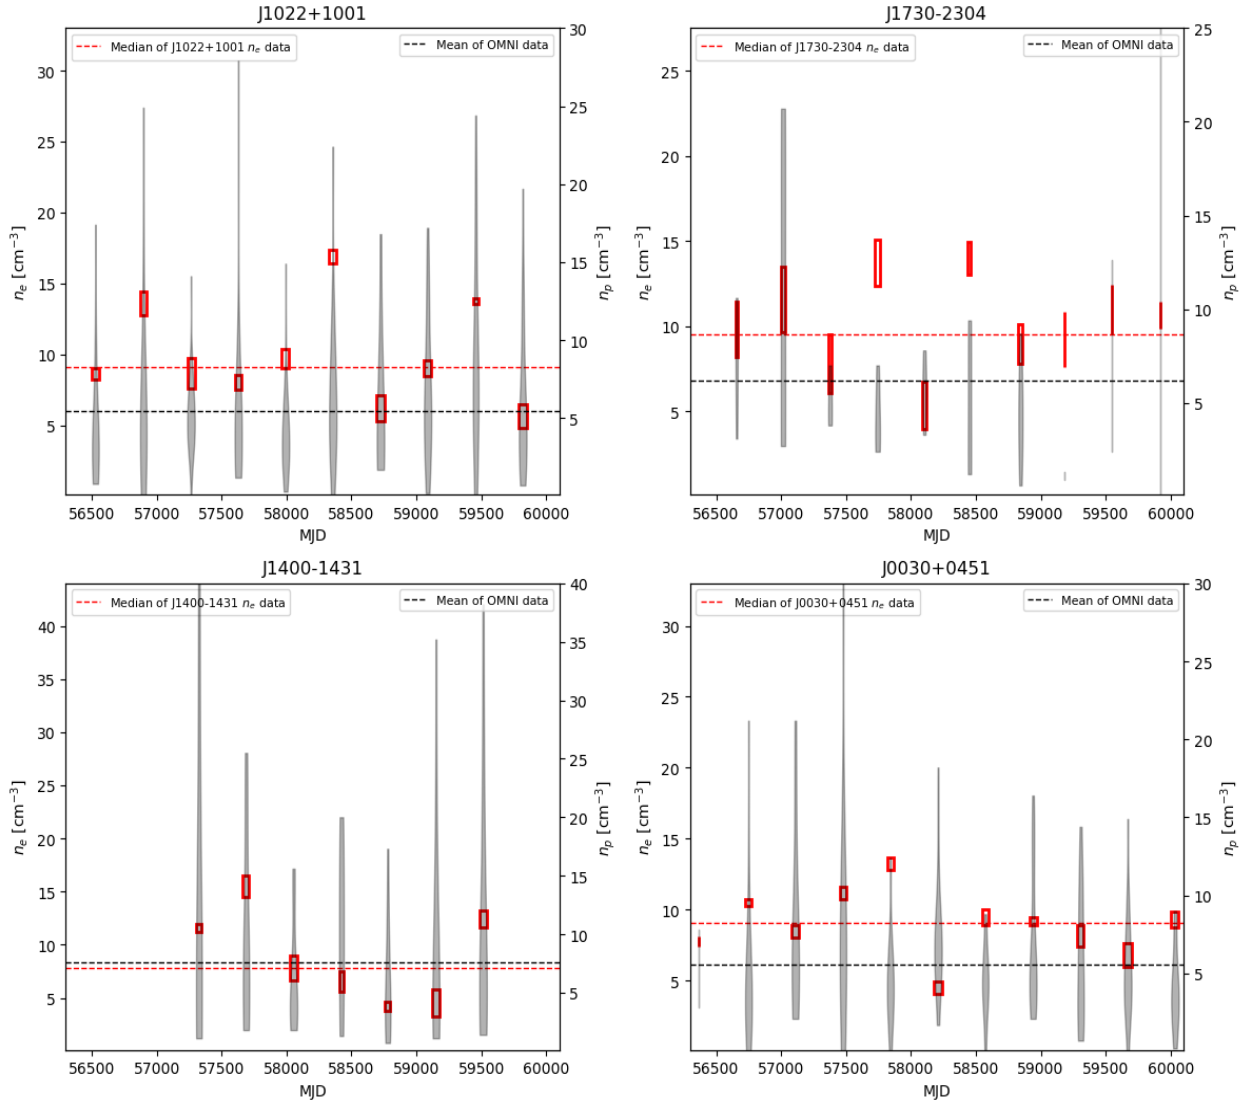 J1022+1001
Median of J1022+1001 nₑ data
Mean of OMNI data
nₑ [cm⁻³]
30
25
20
15
10
5
30
25
20
15
10
5
nₚ [cm⁻³]
56500 57000 57500 58000 58500 59000 59500 60000
MJD
J1730-2304
Median of J1730-2304 nₑ data
Mean of OMNI data
nₑ [cm⁻³]
25
20
15
10
5
25
20
15
10
5
nₚ [cm⁻³]
56500 57000 57500 58000 58500 59000 59500 60000
MJD
J1400-1431
Median of J1400-1431 nₑ data
Mean of OMNI data
nₑ [cm⁻³]
40
35
30
25
20
15
10
5
40
35
30
25
20
15
10
5
nₚ [cm⁻³]
56500 57000 57500 58000 58500 59000 59500 60000
MJD
J0030+0451
Median of J0030+0451 nₑ data
Mean of OMNI data
nₑ [cm⁻³]
30
25
20
15
10
5
30
25
20
15
10
5
nₚ [cm⁻³]
56500 57000 57500 58000 58500 59000 59500 60000
MJD